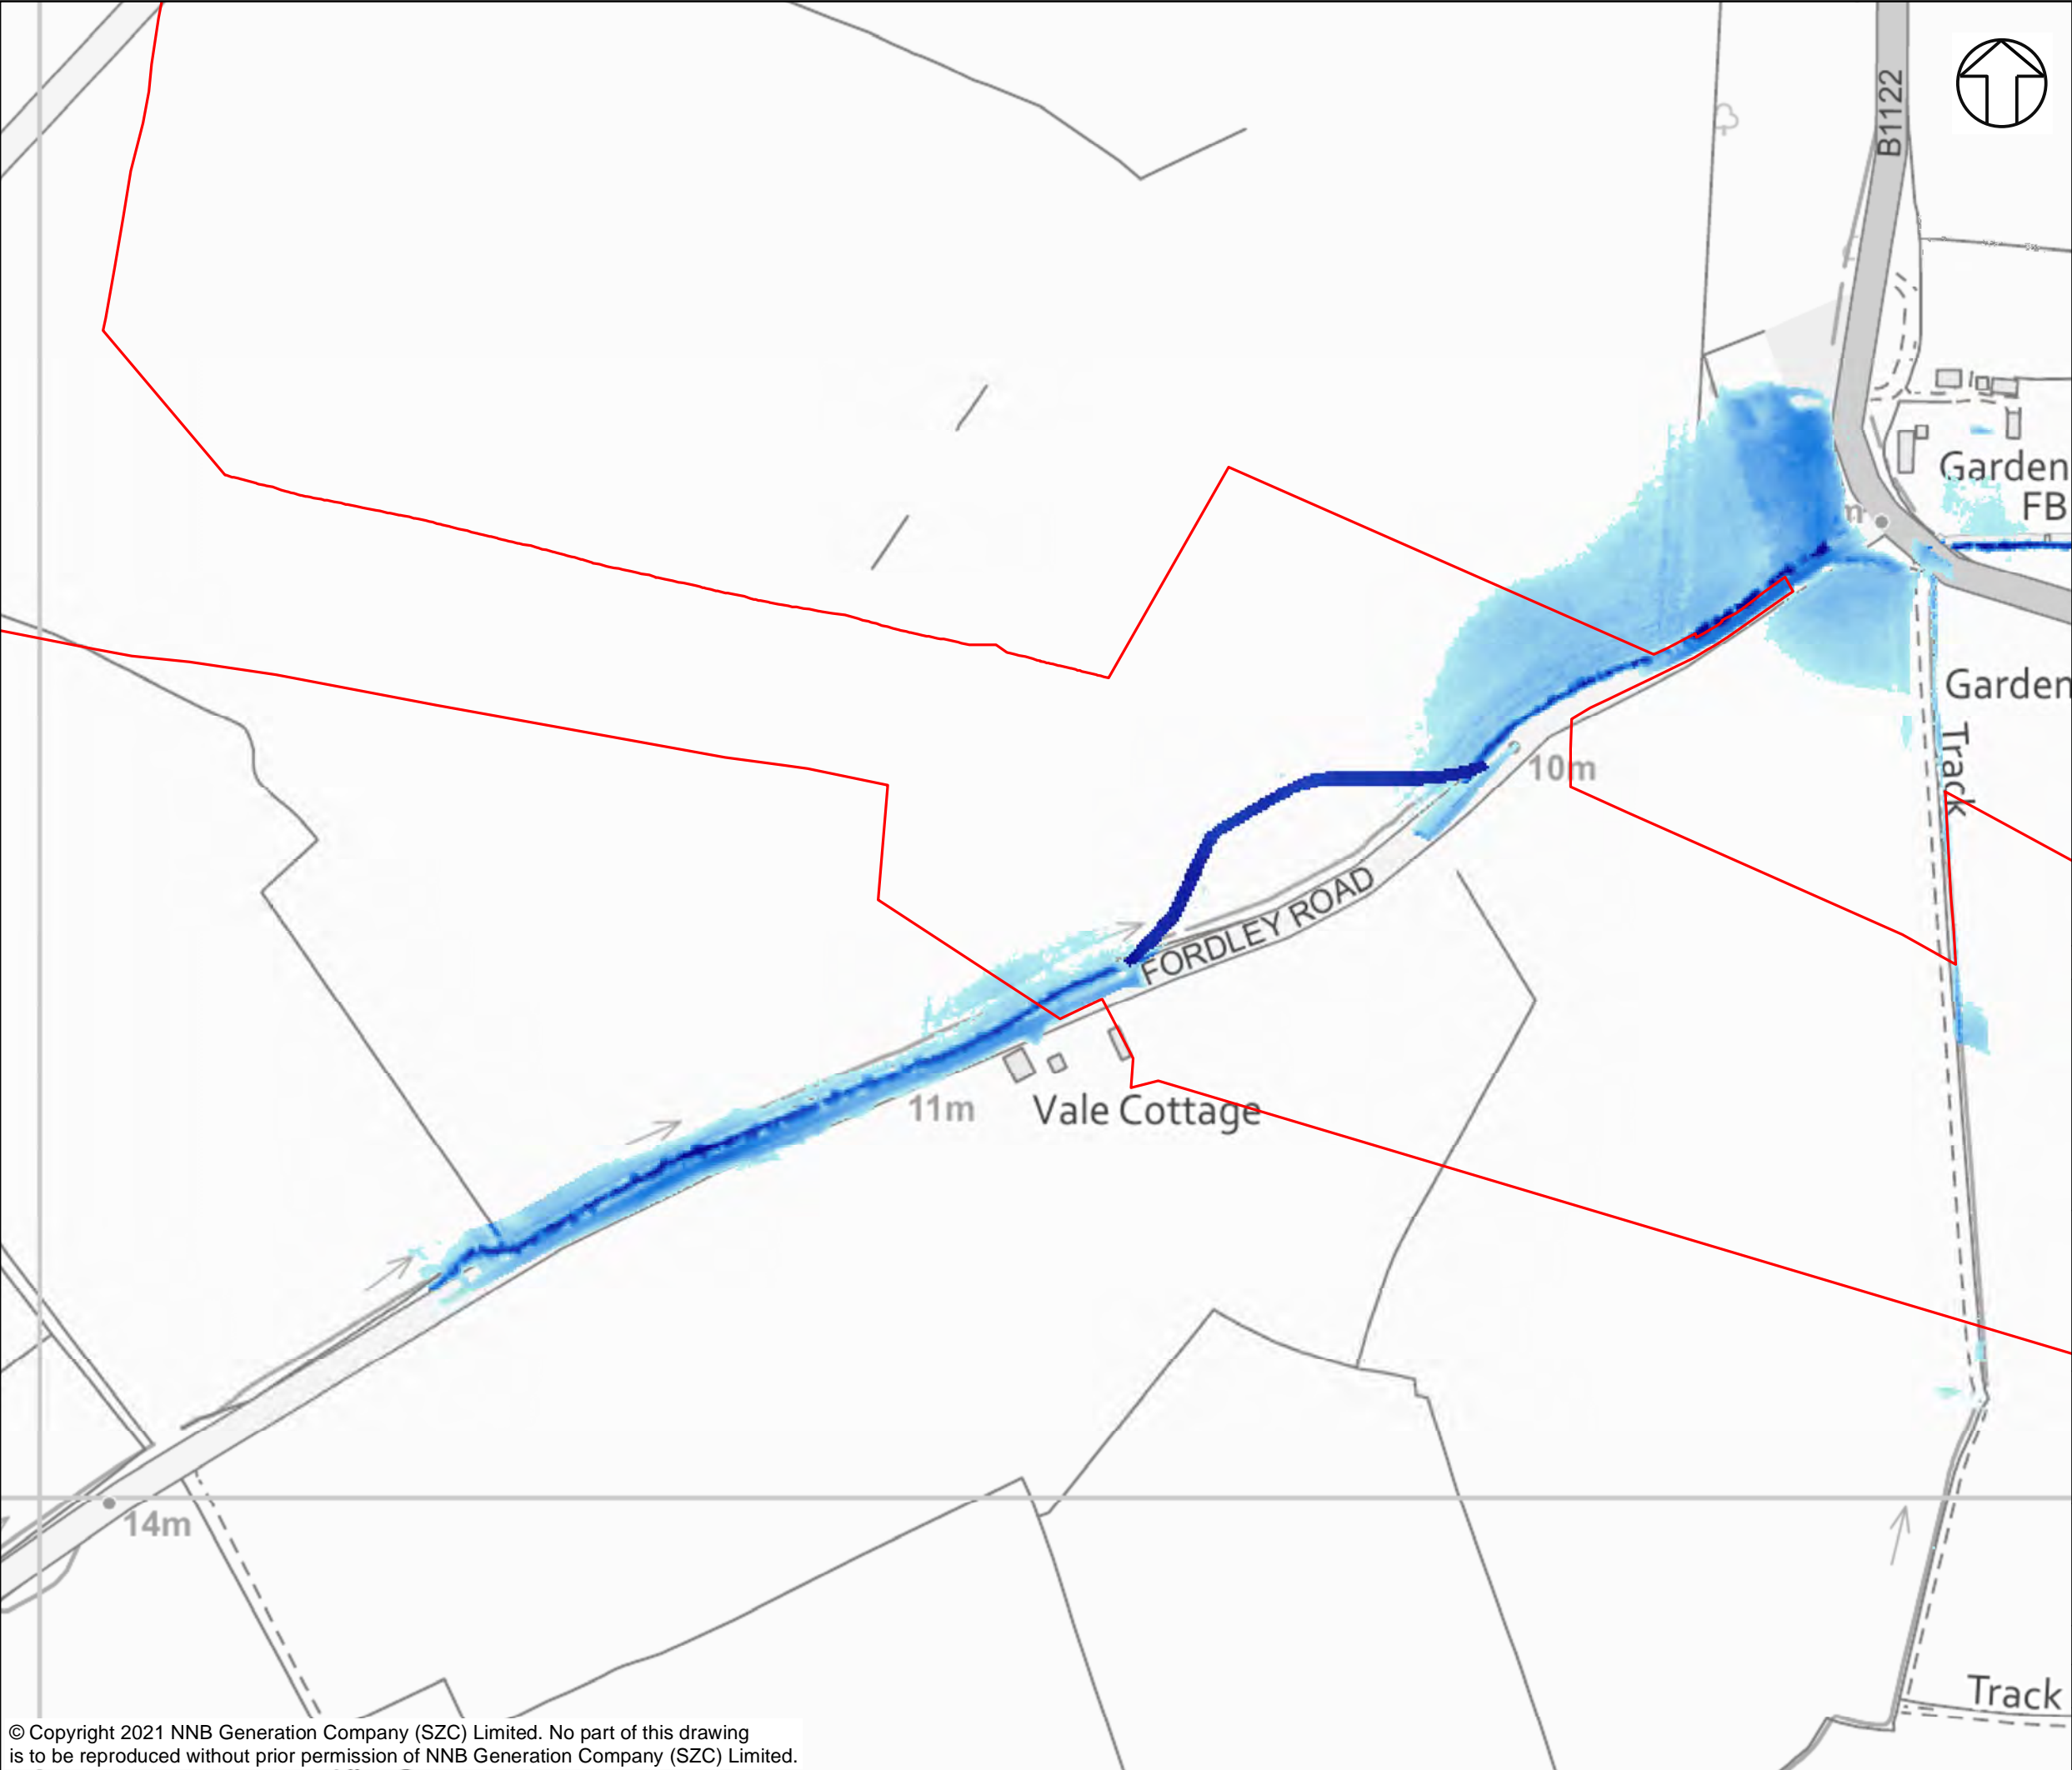 B1122
Garden
FB
m
Garden
Track
10m
FORDLEY ROAD
11m
Vale Cottage
14m
Track
© Copyright 2021 NNB Generation Company (SZC) Limited. No part of this drawing
is to be reproduced without prior permission of NNB Generation Company (SZC) Limited.